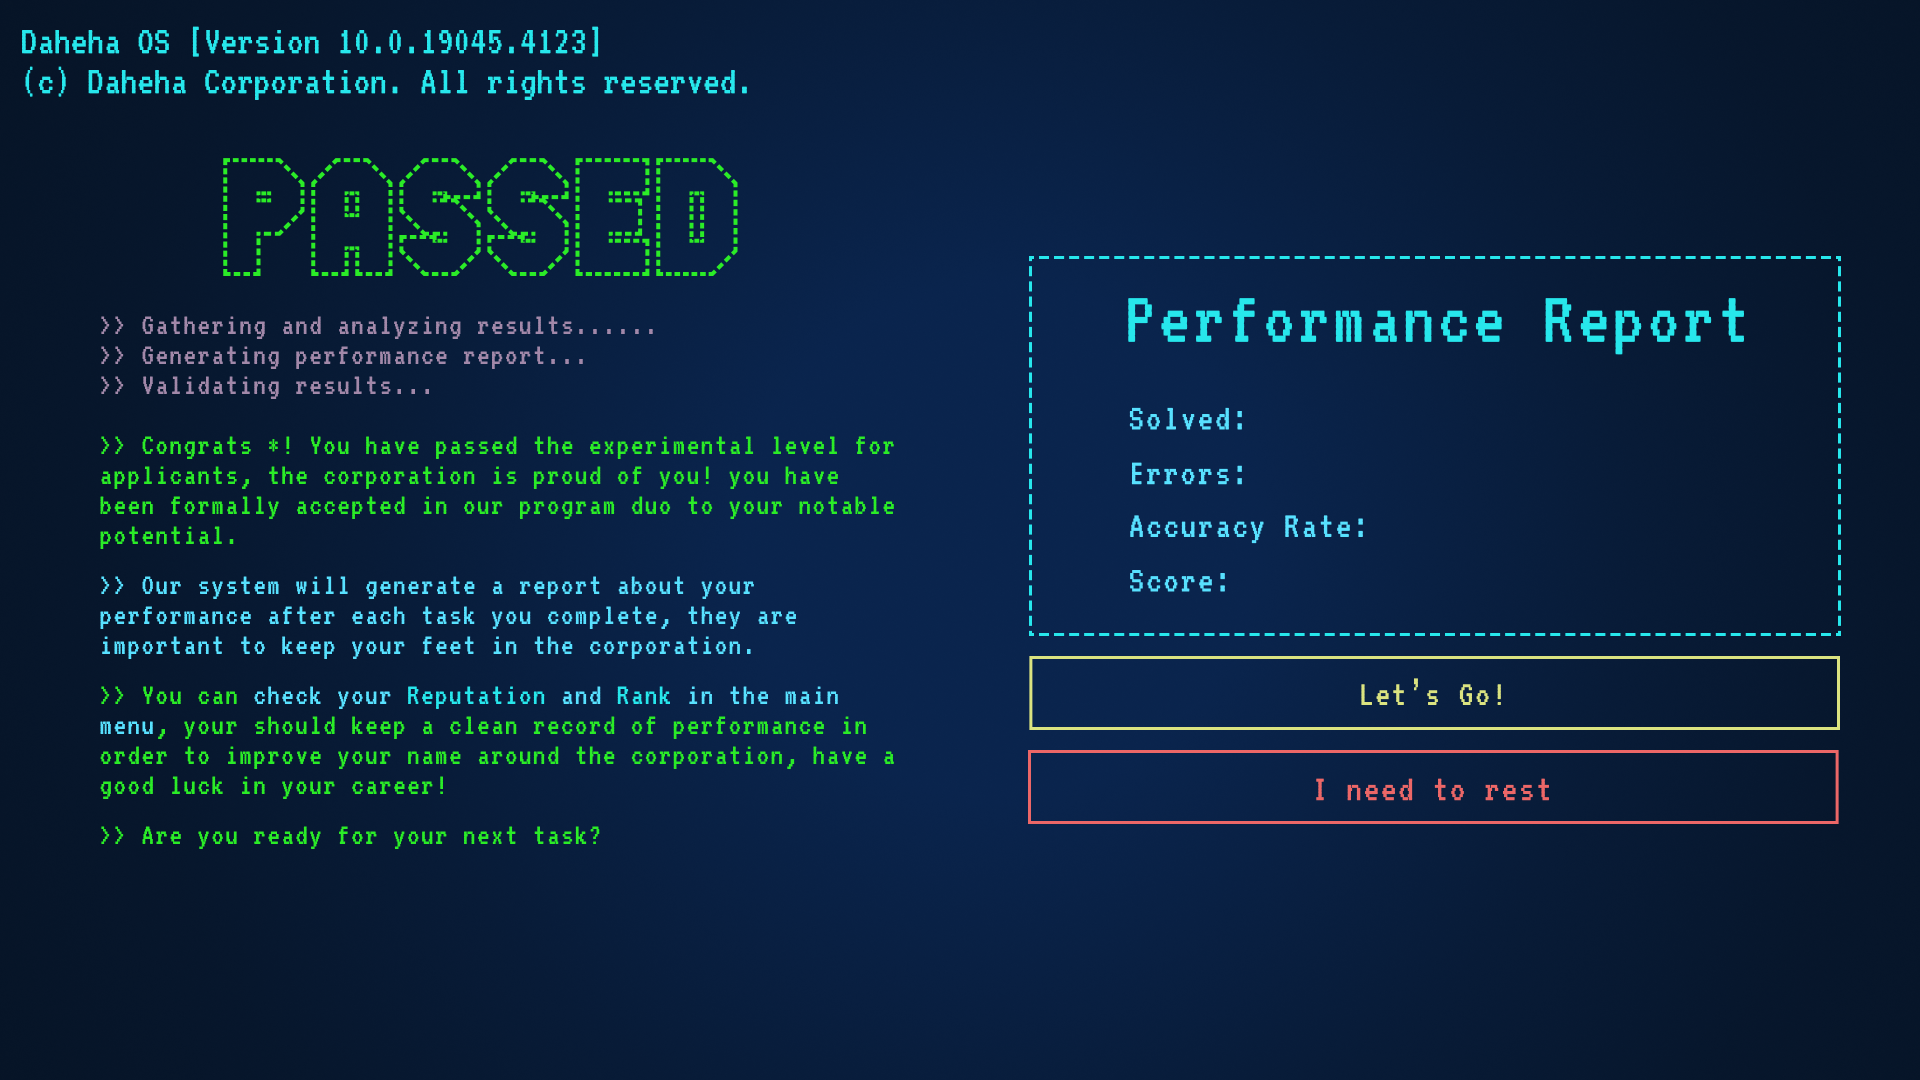 Daheha OS [Version 10.0.19045.4123]
(c) Daheha Corporation. All rights reserved.
PASSED
>> Gathering and analyzing results......
>> Generating performance report...
>> Validating results...
>> Congrats *! You have passed the experimental level for
applicants, the corporation is proud of you! you have
been formally accepted in our program duo to your notable
potential.
>> Our system will generate a report about your
performance after each task you complete, they are
important to keep your feet in the corporation.
>> You can check your Reputation and Rank in the main
menu, your should keep a clean record of performance in
order to improve your name around the corporation, have a
good luck in your career!
>> Are you ready for your next task?
Performance Report
Solved:
Errors:
Accuracy Rate:
Score:
Let's Go!
I need to rest